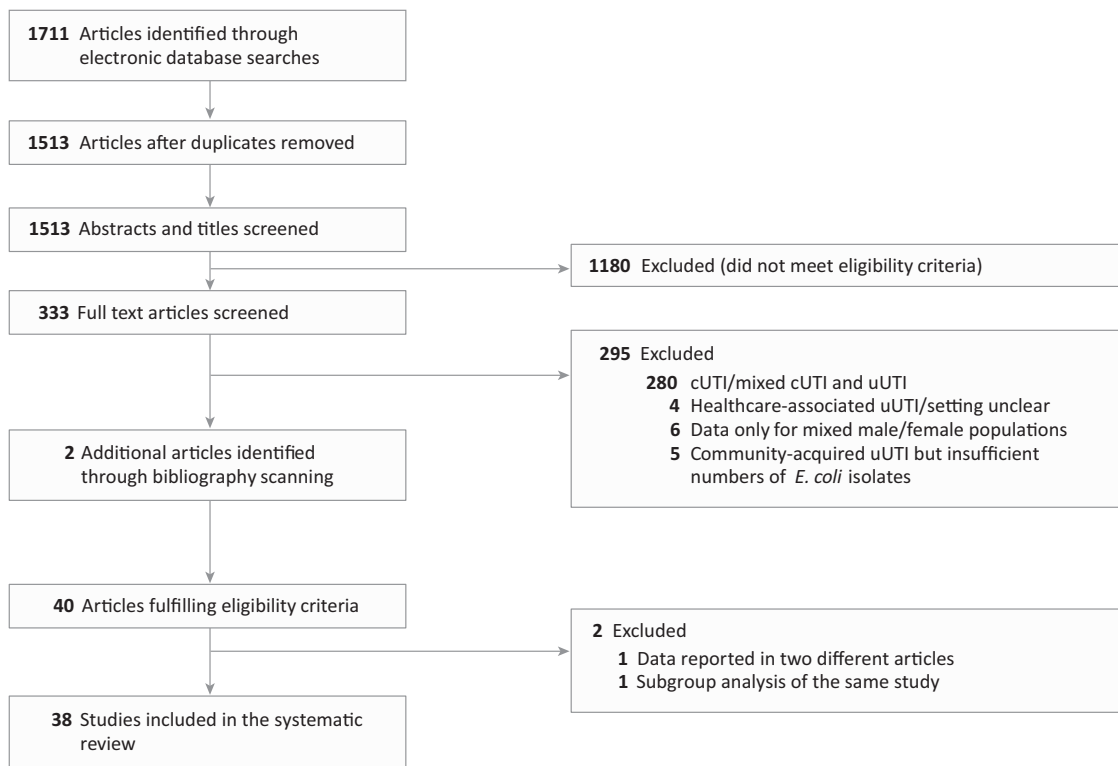 1711 Articles identified through
electronic database searches
1513 Articles after duplicates removed
1513 Abstracts and titles screened
1180 Excluded (did not meet eligibility criteria)
333 Full text articles screened
295 Excluded
280 cUTI/mixed cUTI and uUTI
4 Healthcare-associated uUTI/setting unclear
6 Data only for mixed male/female populations
5 Community-acquired uUTI but insufficient
numbers of E. coli isolates
2 Additional articles identified
through bibliography scanning
40 Articles fulfilling eligibility criteria
2 Excluded
1 Data reported in two different articles
1 Subgroup analysis of the same study
38 Studies included in the systematic
review